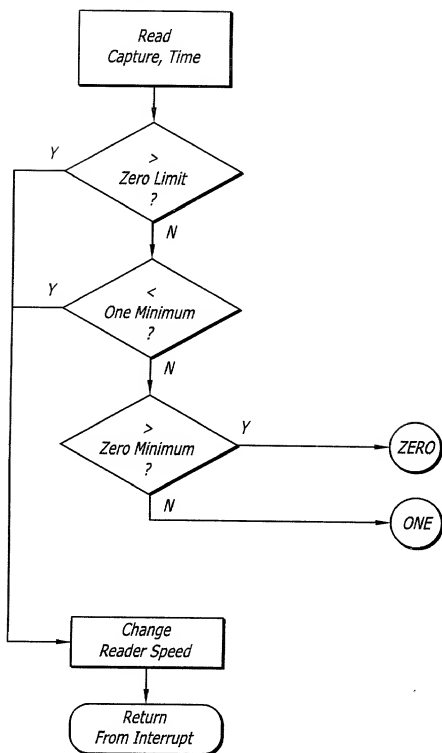 Read
Capture, Time
Y
>
Zero Limit
?
N
Y
<
One Minimum
?
N
>
Zero Minimum
?
Y
ZERO
N
ONE
Change
Reader Speed
Return
From Interrupt